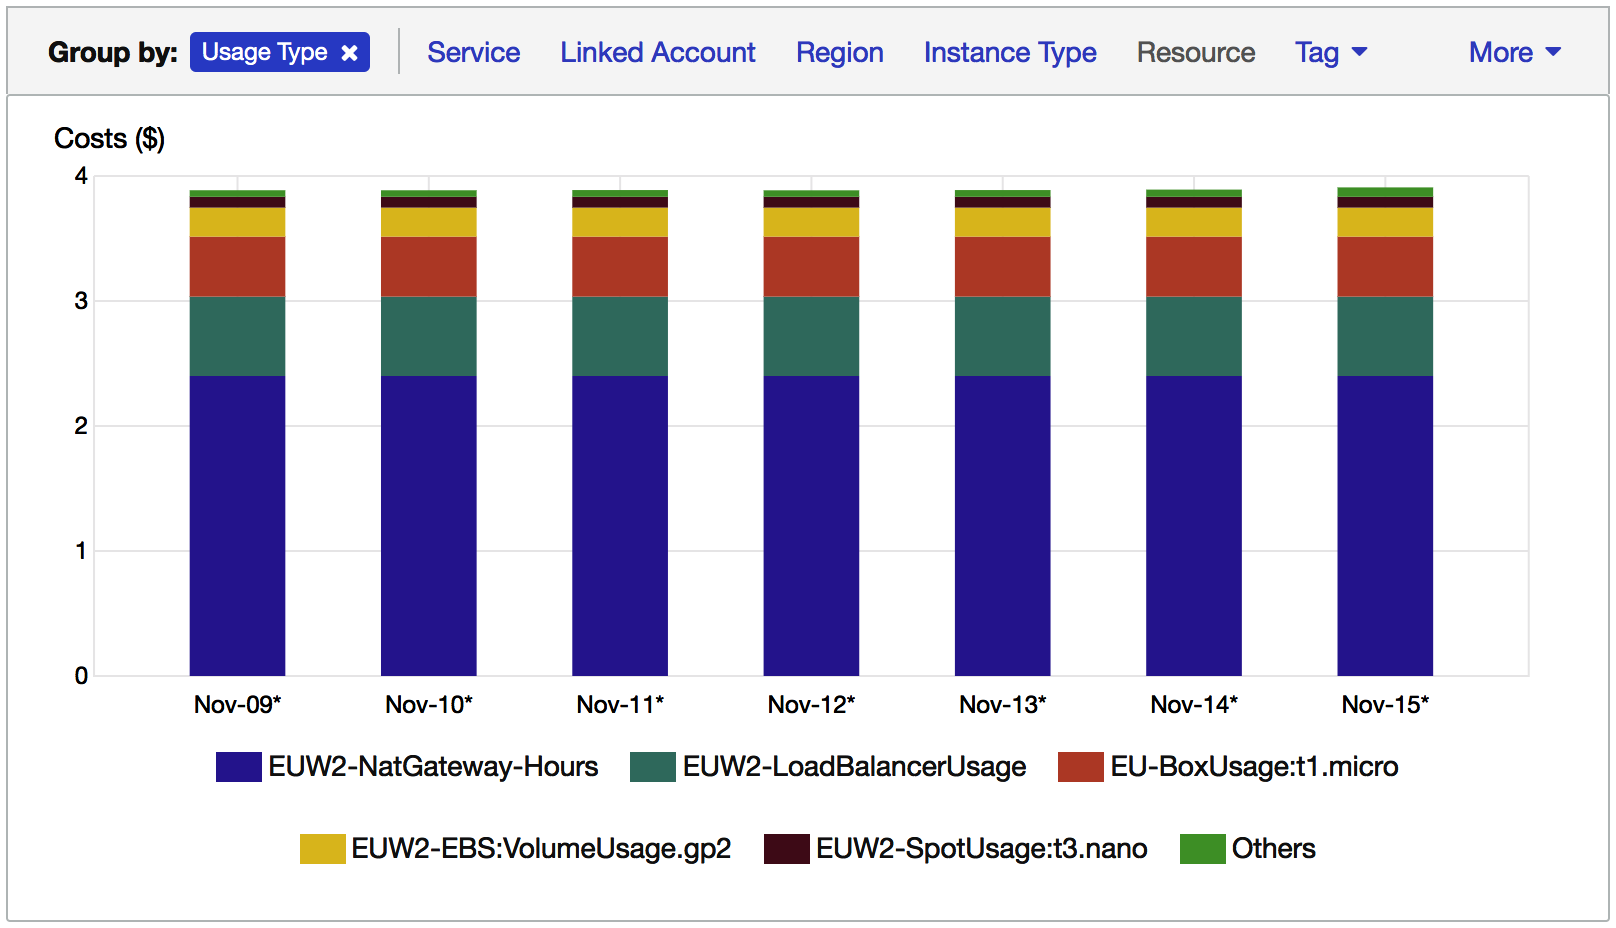 Group by: Usage Type × Service Linked Account Region Instance Type Resource Tag More
Costs ($)
4
3
2
1
0
Nov-09* Nov-10* Nov-11* Nov-12* Nov-13* Nov-14* Nov-15*
EUW2-NatGateway-Hours EUW2-LoadBalancerUsage EU-BoxUsage:t1.micro
EUW2-EBS:VolumeUsage.gp2 EUW2-SpotUsage:t3.nano Others